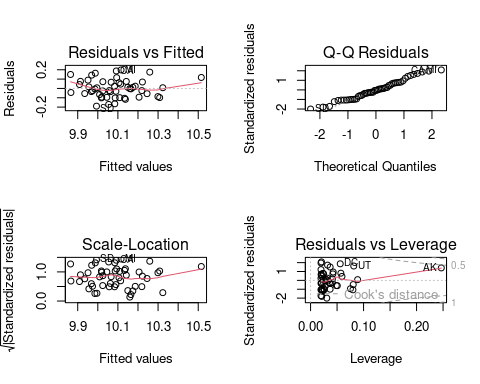 Residuals vs Fitted
Residuals
0.2
-0.2
9.9 10.1 10.3 10.5
Fitted values
Q-Q Residuals
Standardized residuals
1
-2
-2 -1 0 1 2
Theoretical Quantiles
Scale-Location
√|Standardized residuals|
1.0
0.0
9.9 10.1 10.3 10.5
Fitted values
Residuals vs Leverage
Standardized residuals
1
-2
DC
UT
AK
Cook's distance
0.5
1
0.00 0.10 0.20
Leverage